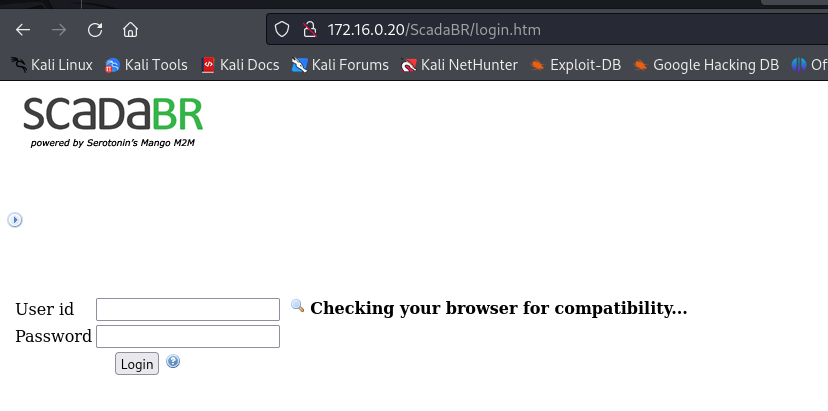 172.16.0.20/ScadaBR/login.htm
Kali Linux Kali Tools Kali Docs Kali Forums Kali NetHunter Exploit-DB Google Hacking DB Of
SCADABR
powered by Serotonin's Mango M2M
User id
Checking your browser for compatibility...
Password
Login